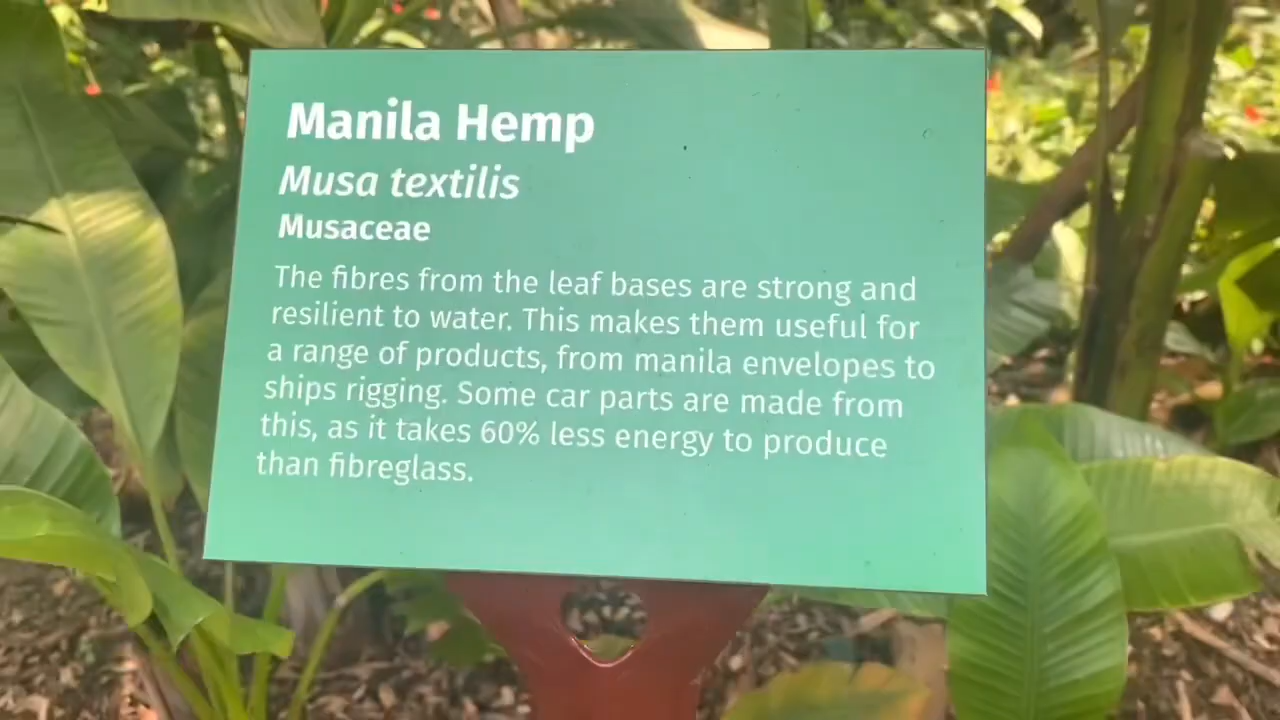 Manila Hemp
Musa textilis
Musaceae
The fibres from the leaf bases are strong and
resilient to water. This makes them useful for
a range of products, from manila envelopes to
ships rigging. Some car parts are made from
this, as it takes 60% less energy to produce
than fibreglass.